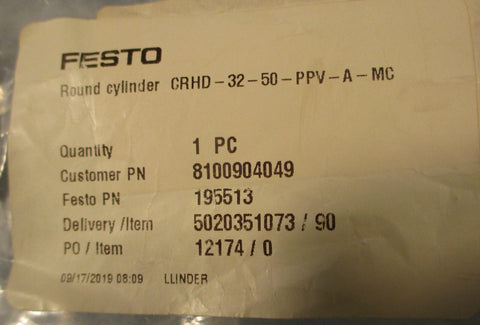 FESTO
Round cylinder CRHD-32-50-PPV-A-MC
Quantity 1 PC
Customer PN 8100904049
Festo PN 195513
Delivery /Item 5020351073 / 90
PO / Item 12174 / 0
09/17/2019 08:09 LLINDER